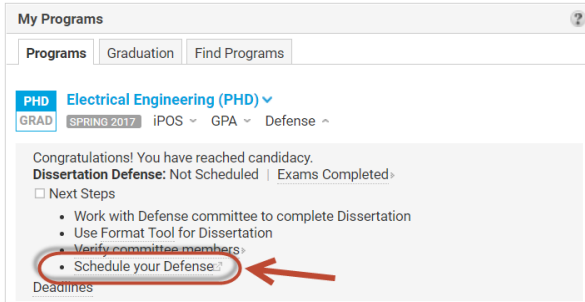 My Programs ?
Programs Graduation Find Programs
PHD Electrical Engineering (PHD)
GRAD SPRING 2017 iPOS GPA Defense
Congratulations! You have reached candidacy.
Dissertation Defense: Not Scheduled | Exams Completed
Next Steps
• Work with Defense committee to complete Dissertation
• Use Format Tool for Dissertation
• Verify committee members
• Schedule your Defense
Deadlines